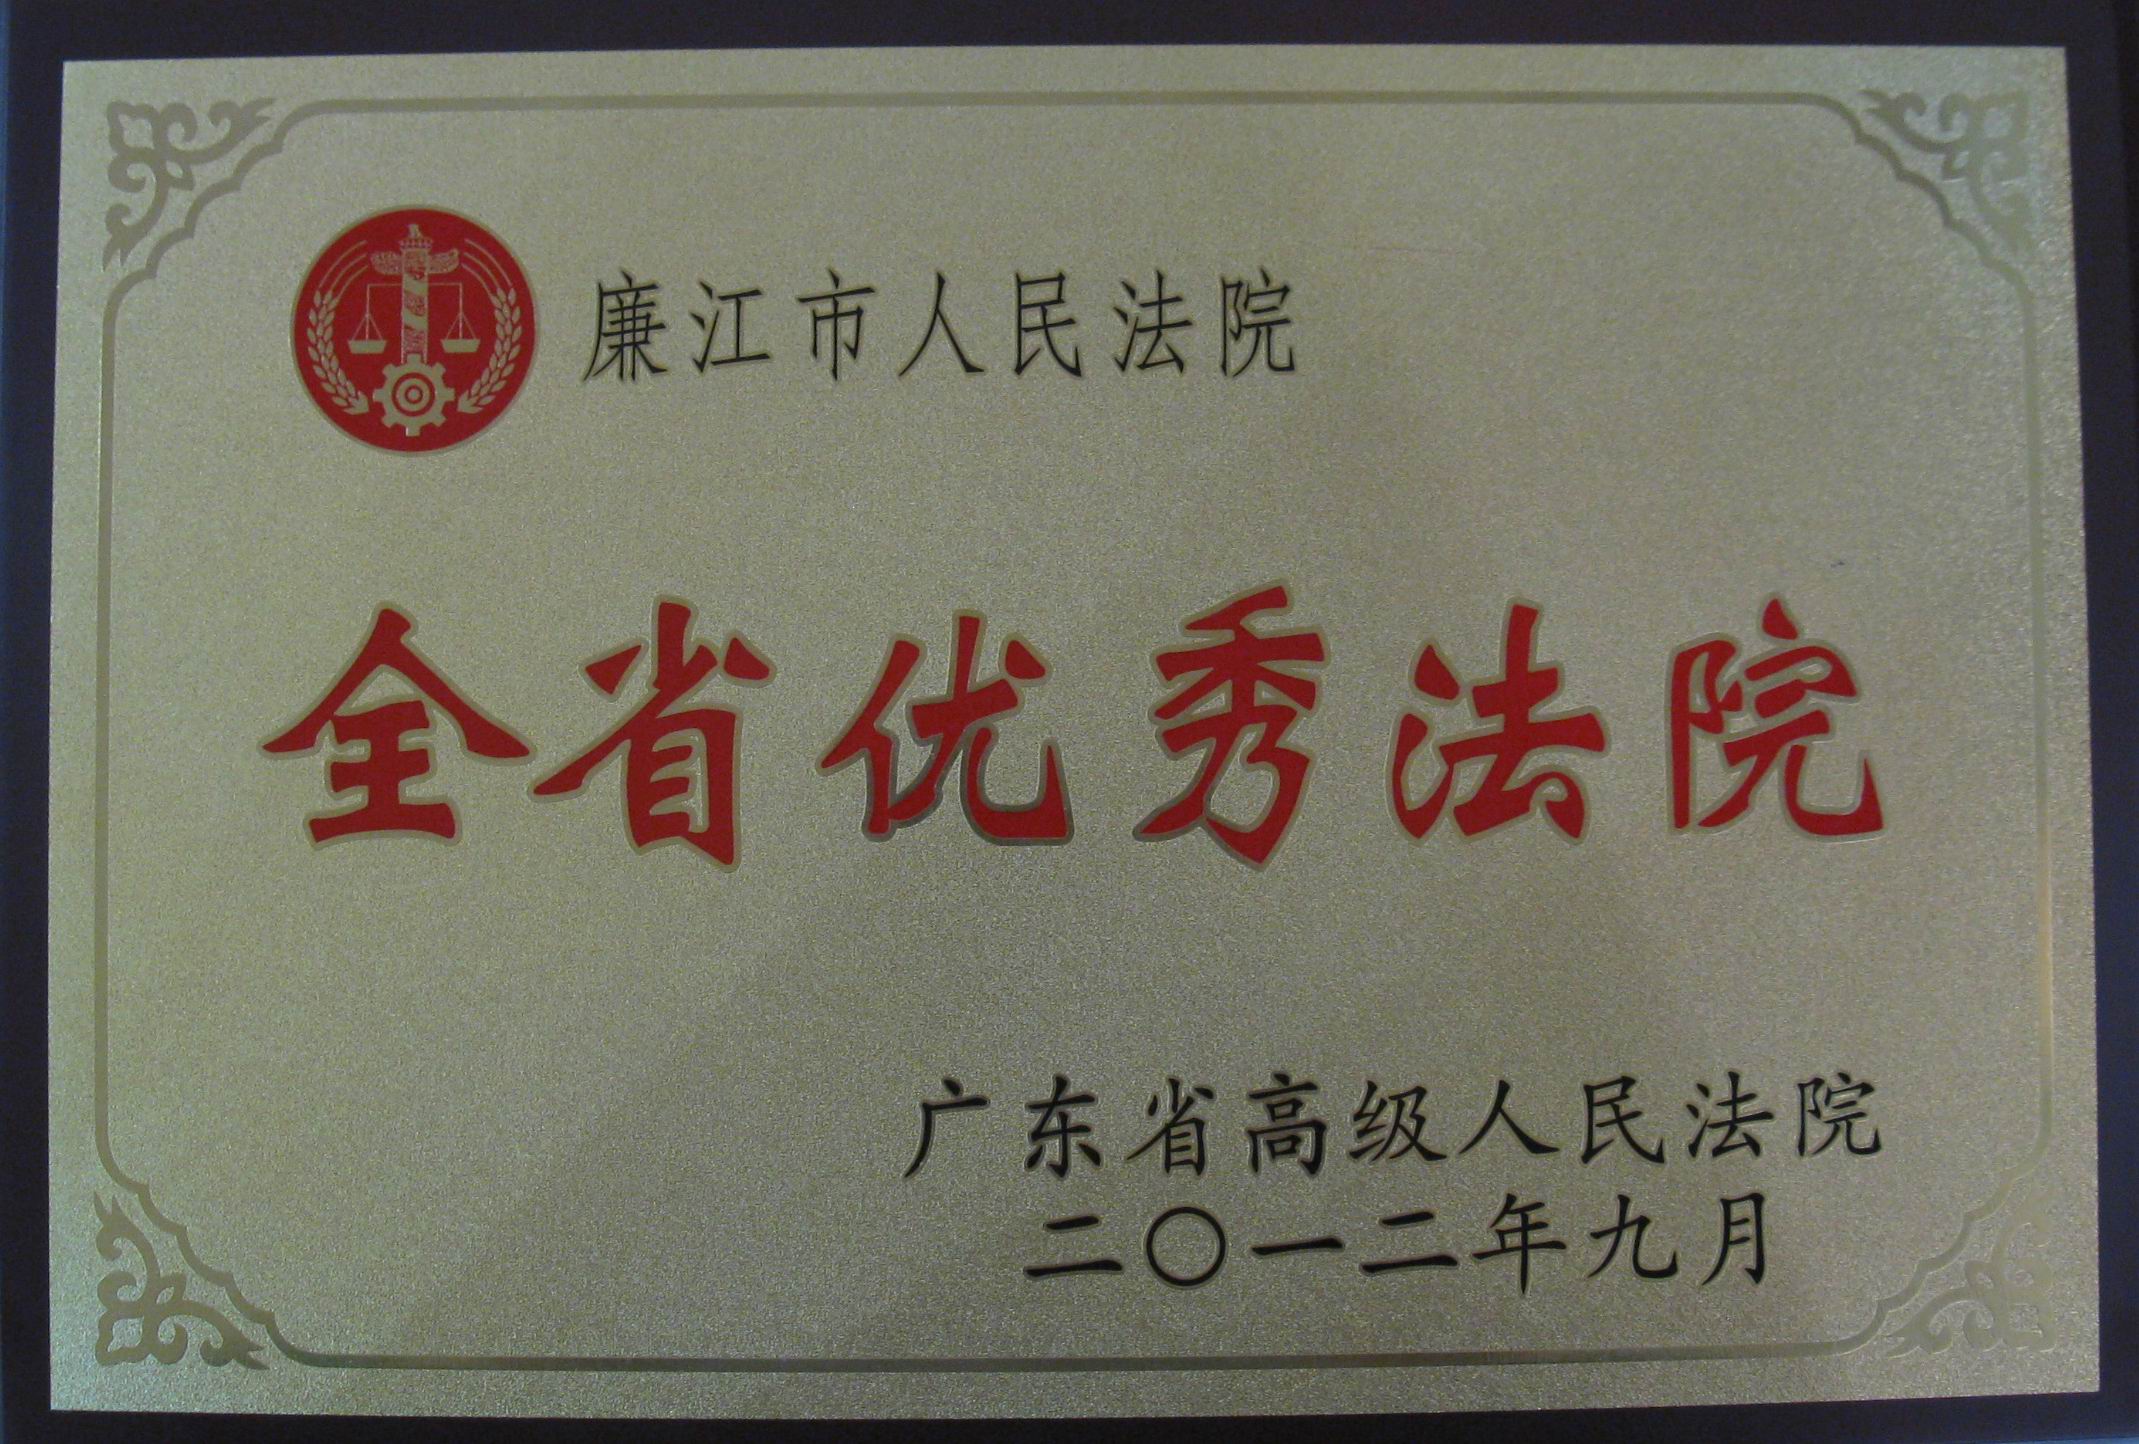 廉江市人民法院
全省优秀法院
广东省高级人民法院
二〇一二年九月